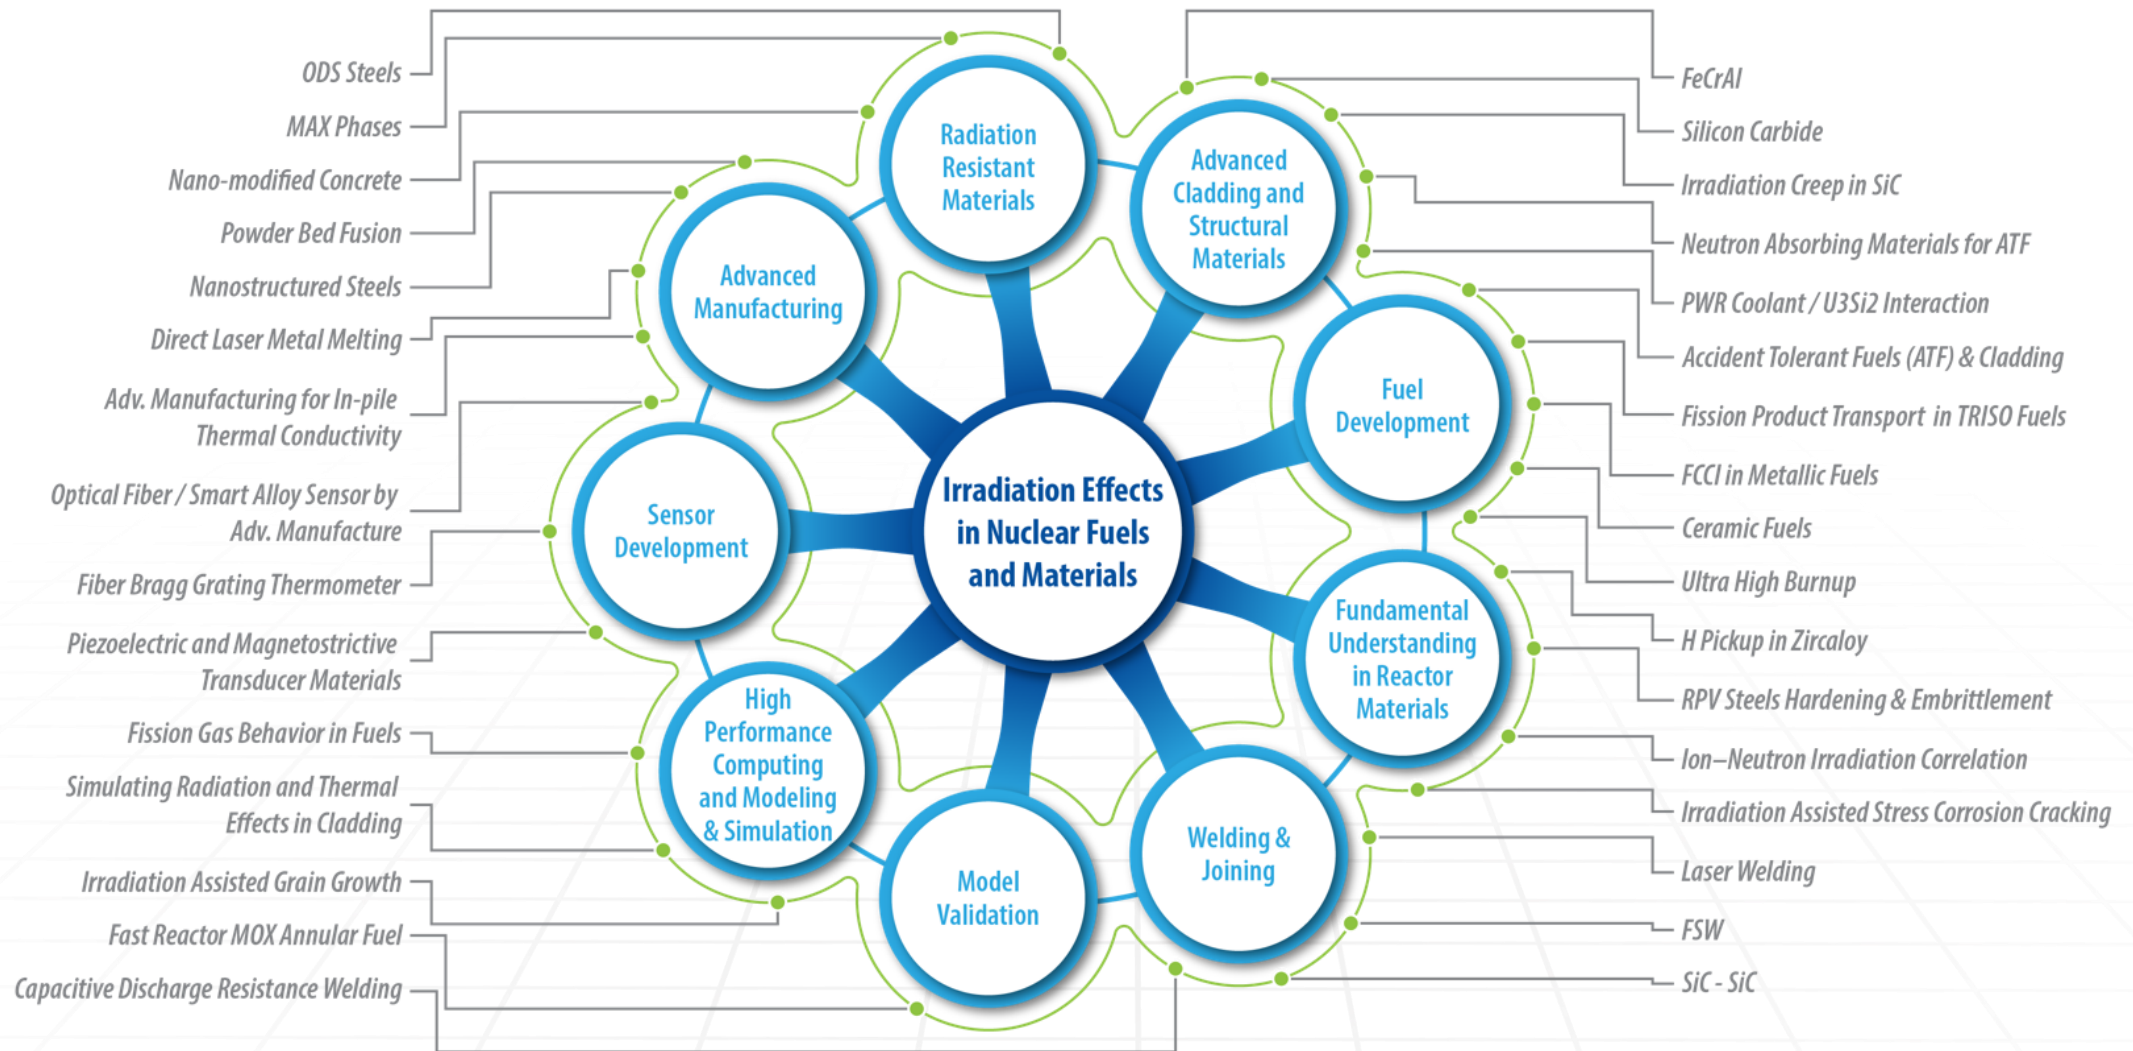 ODS Steels
MAX Phases
Nano-modified Concrete
Powder Bed Fusion
Nanostructured Steels
Direct Laser Metal Melting
Adv. Manufacturing for In-pile
Thermal Conductivity
Optical Fiber / Smart Alloy Sensor by
Adv. Manufacture
Fiber Bragg Grating Thermometer
Piezoelectric and Magnetostrictive
Transducer Materials
Fission Gas Behavior in Fuels
Simulating Radiation and Thermal
Effects in Cladding
Irradiation Assisted Grain Growth
Fast Reactor MOX Annular Fuel
Capacitive Discharge Resistance Welding
Radiation
Resistant
Materials
Advanced
Cladding and
Structural
Materials
Advanced
Manufacturing
Fuel
Development
Irradiation Effects
in Nuclear Fuels
and Materials
Sensor
Development
Fundamental
Understanding
in Reactor
Materials
High
Performance
Computing
and Modeling
& Simulation
Model
Validation
Welding &
Joining
FeCrAl
Silicon Carbide
Irradiation Creep in SiC
Neutron Absorbing Materials for ATF
PWR Coolant / U3Si2 Interaction
Accident Tolerant Fuels (ATF) & Cladding
Fission Product Transport in TRISO Fuels
FCCI in Metallic Fuels
Ceramic Fuels
Ultra High Burnup
H Pickup in Zircaloy
RPV Steels Hardening & Embrittlement
Ion–Neutron Irradiation Correlation
Irradiation Assisted Stress Corrosion Cracking
Laser Welding
FSW
SiC - SiC